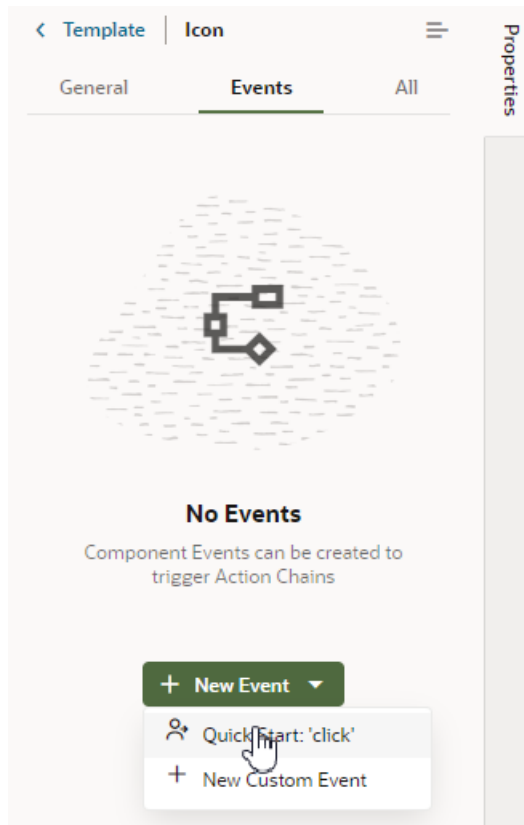 Template
Icon
Properties
General
Events
All
No Events
Component Events can be created to
trigger Action Chains
New Event
Quick Start: 'click'
New Custom Event